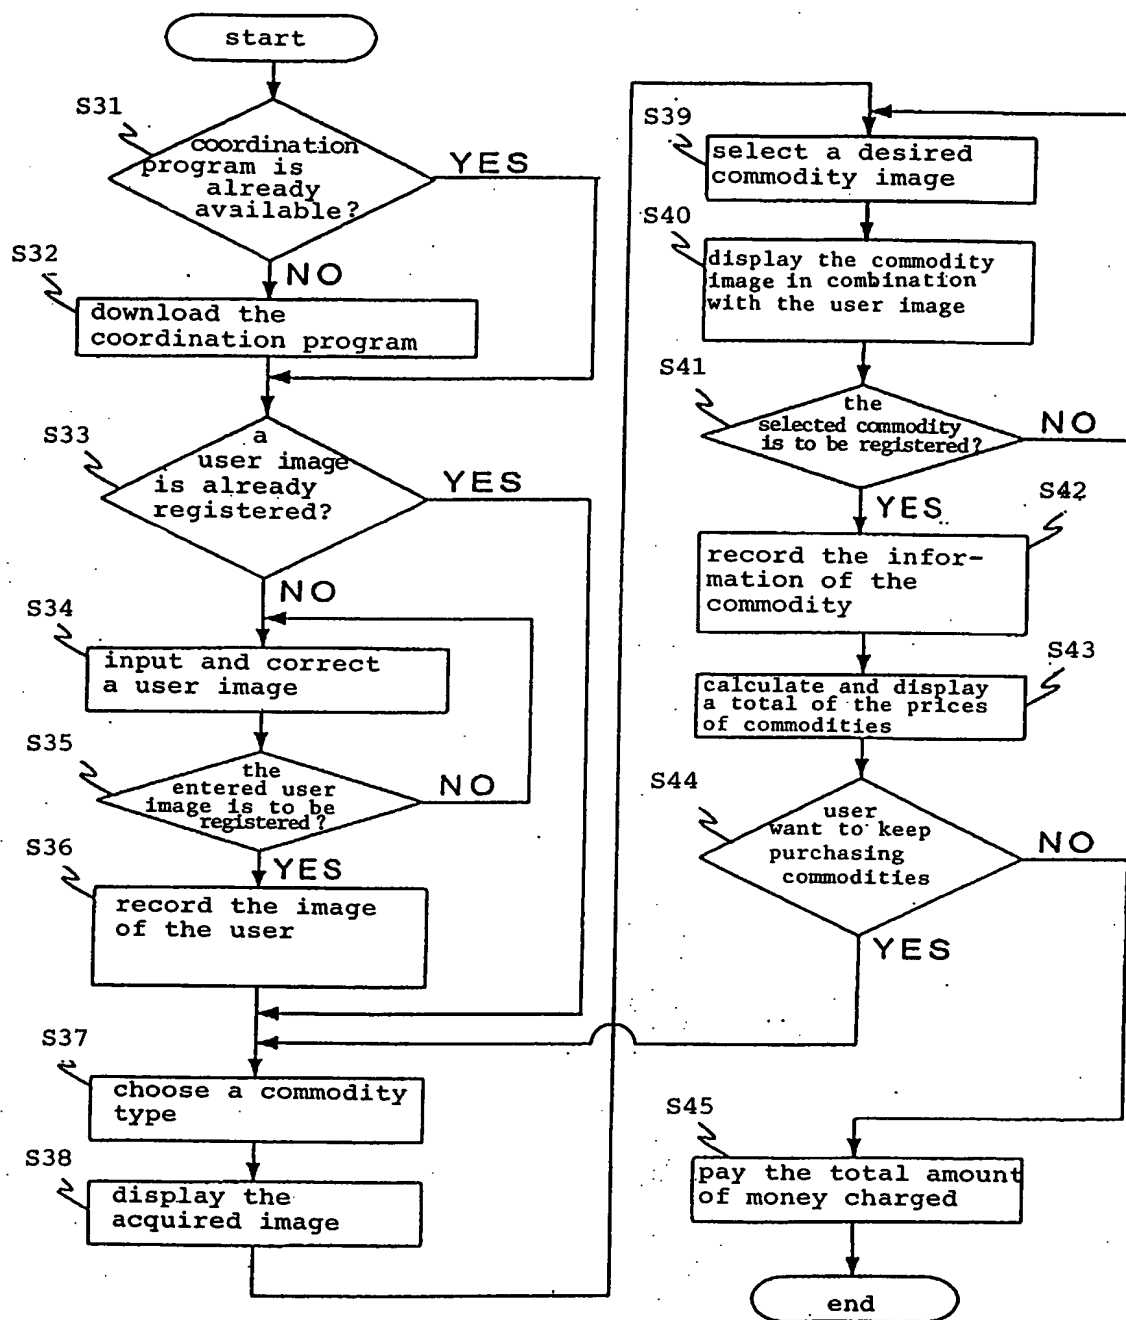 start
S31
coordination
program is
already
available?
YES
NO
S32
download the
coordination program
S33
a
user image
is already
registered?
YES
NO
S34
input and correct
a user image
S35
the
entered user
image is to be
registered?
NO
YES
S36
record the image
of the user
S37
choose a commodity
type
S38
display the
acquired image
S39
select a desired
commodity image
S40
display the commodity
image in combination
with the user image
S41
the
selected commodity
is to be registered?
NO
YES
S42
record the infor-
mation of the
commodity
S43
calculate and display
a total of the prices
of commodities
S44
user
want to keep
purchasing
commodities
NO
YES
S45
pay the total amount
of money charged
end